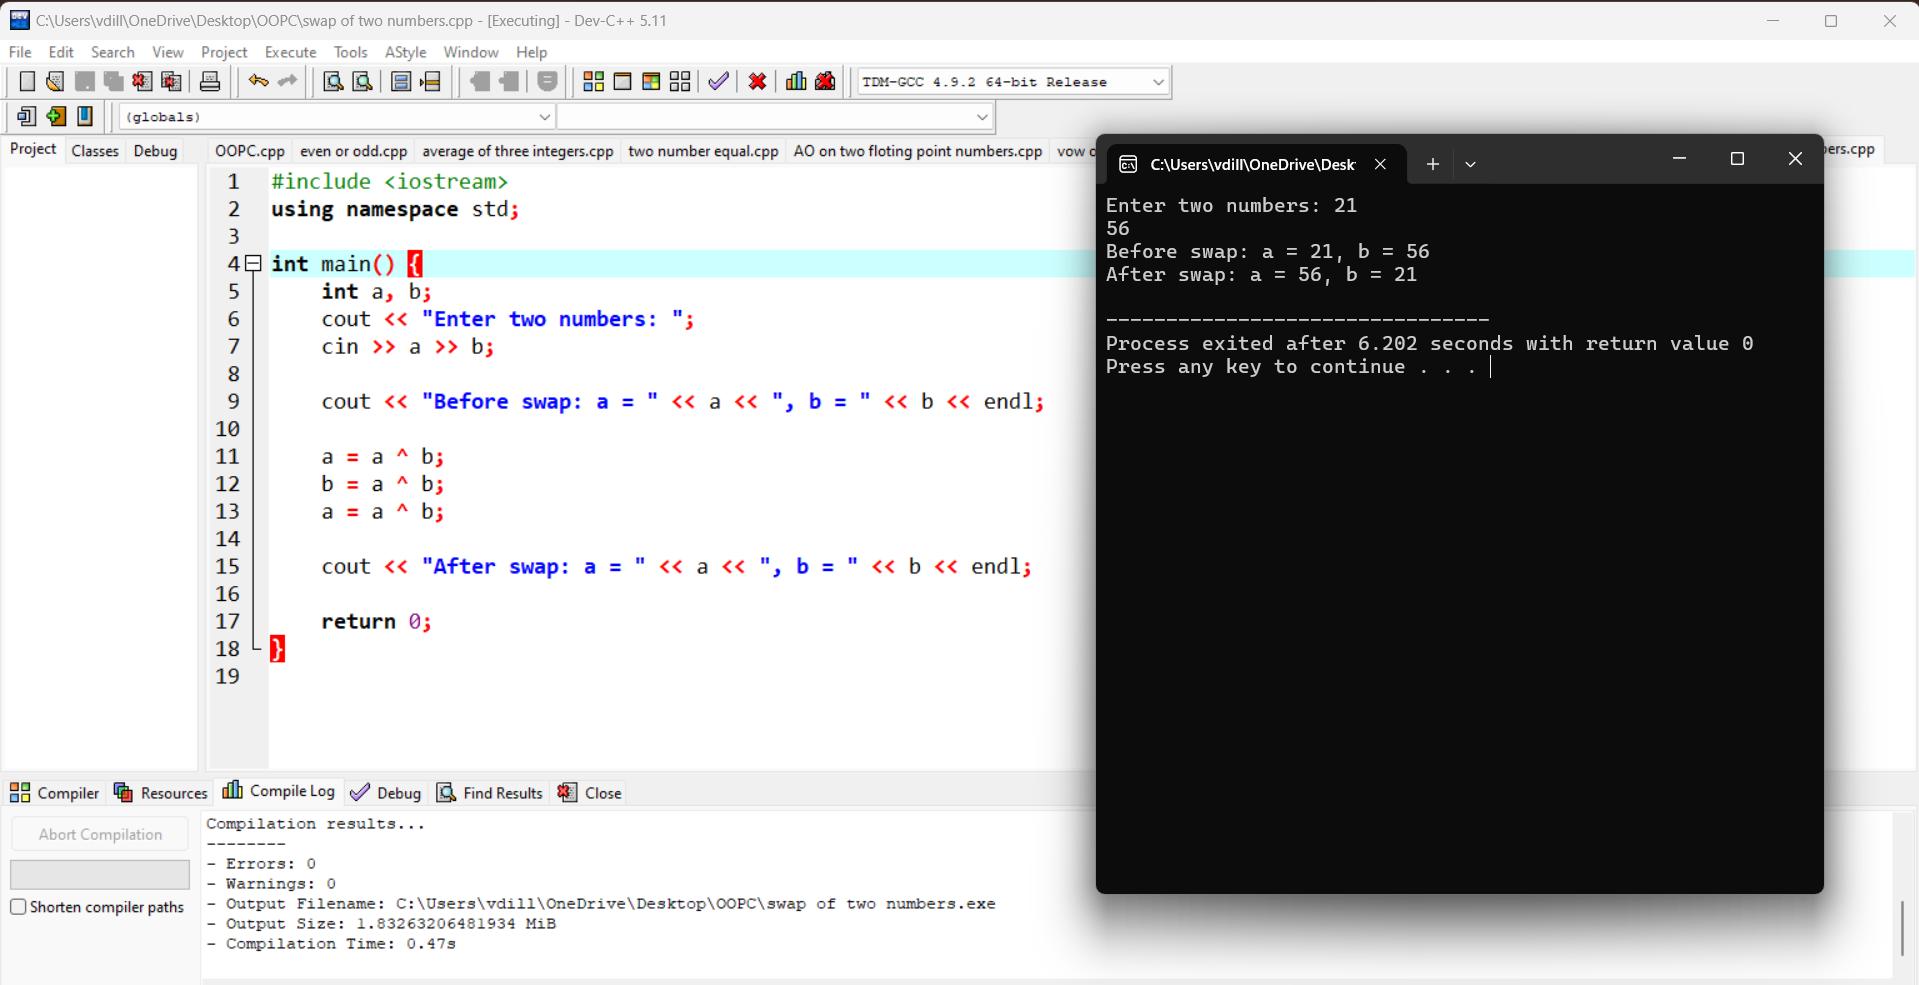 C:\Users\vdill\OneDrive\Desktop\OOPC\swap of two numbers.cpp - [Executing] - Dev-C++ 5.11
File Edit Search View Project Execute Tools AStyle Window Help
TDM-GCC 4.9.2 64-bit Release
(globals)
Project Classes Debug
OOPC.cpp even or odd.cpp average of three integers.cpp two number equal.cpp AO on two floting point numbers.cpp
1 #include <iostream>
2 using namespace std;
3
4 int main() {
5 int a, b;
6 cout << "Enter two numbers: ";
7 cin >> a >> b;
8
9 cout << "Before swap: a = " << a << ", b = " << b << endl;
10
11 a = a ^ b;
12 b = a ^ b;
13 a = a ^ b;
14
15 cout << "After swap: a = " << a << ", b = " << b << endl;
16
17 return 0;
18 }
19
C:\Users\vdill\OneDrive\Desk
Enter two numbers: 21
56
Before swap: a = 21, b = 56
After swap: a = 56, b = 21
--------------------------------
Process exited after 6.202 seconds with return value 0
Press any key to continue . . .
Compiler Resources Compile Log Debug Find Results Close
Abort Compilation
Shorten compiler paths
Compilation results...
--------
- Errors: 0
- Warnings: 0
- Output Filename: C:\Users\vdill\OneDrive\Desktop\OOPC\swap of two numbers.exe
- Output Size: 1.83263206481934 MiB
- Compilation Time: 0.47s